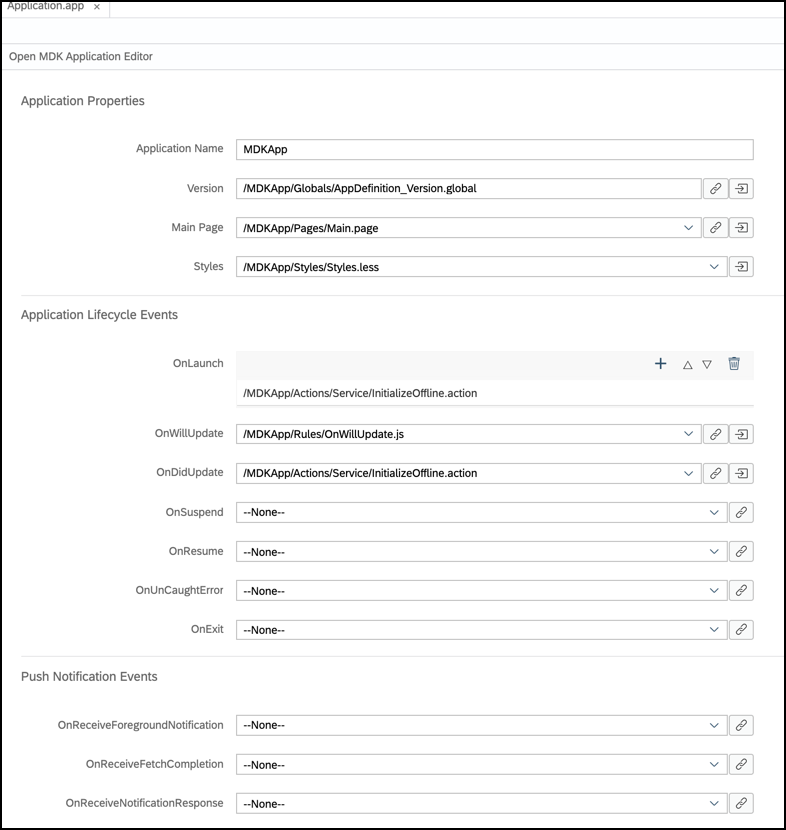 Application.app ×
Open MDK Application Editor
Application Properties
Application Name MDKApp
Version /MDKApp/Globals/AppDefinition_Version.global
Main Page /MDKApp/Pages/Main.page
Styles /MDKApp/Styles/Styles.less
Application Lifecycle Events
OnLaunch
/MDKApp/Actions/Service/InitializeOffline.action
OnWillUpdate /MDKApp/Rules/OnWillUpdate.js
OnDidUpdate /MDKApp/Actions/Service/InitializeOffline.action
OnSuspend --None--
OnResume --None--
OnUnCaughtError --None--
OnExit --None--
Push Notification Events
OnReceiveForegroundNotification --None--
OnReceiveFetchCompletion --None--
OnReceiveNotificationResponse --None--